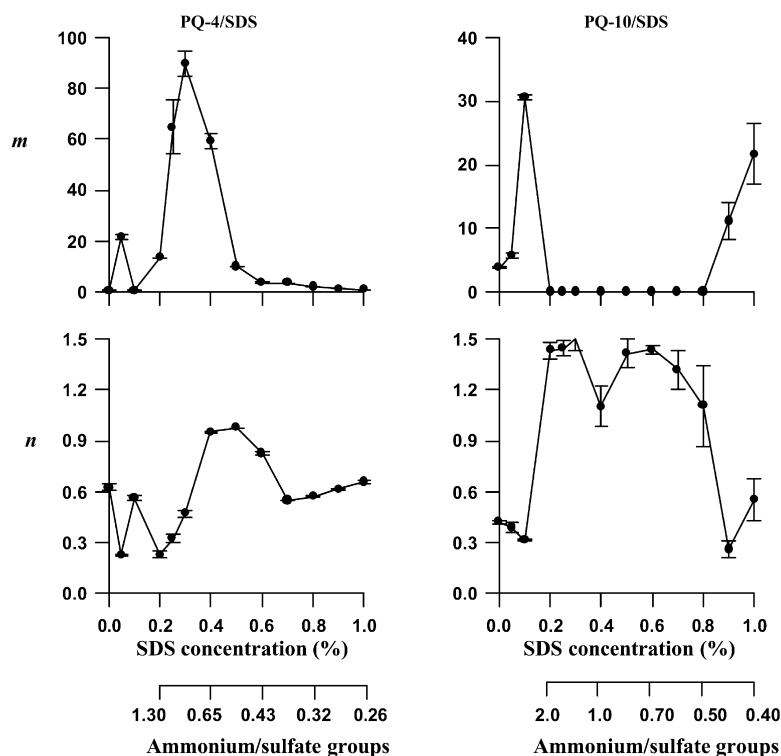 PQ-4/SDS
PQ-10/SDS
100
80
60
40
20
0
m
40
30
20
10
0
1.5
1.2
0.9
0.6
0.3
0.0
n
1.5
1.2
0.9
0.6
0.3
0.0
0.0 0.2 0.4 0.6 0.8 1.0
SDS concentration (%)
0.0 0.2 0.4 0.6 0.8 1.0
SDS concentration (%)
1.30 0.65 0.43 0.32 0.26
Ammonium/sulfate groups
2.0 1.0 0.70 0.50 0.40
Ammonium/sulfate groups